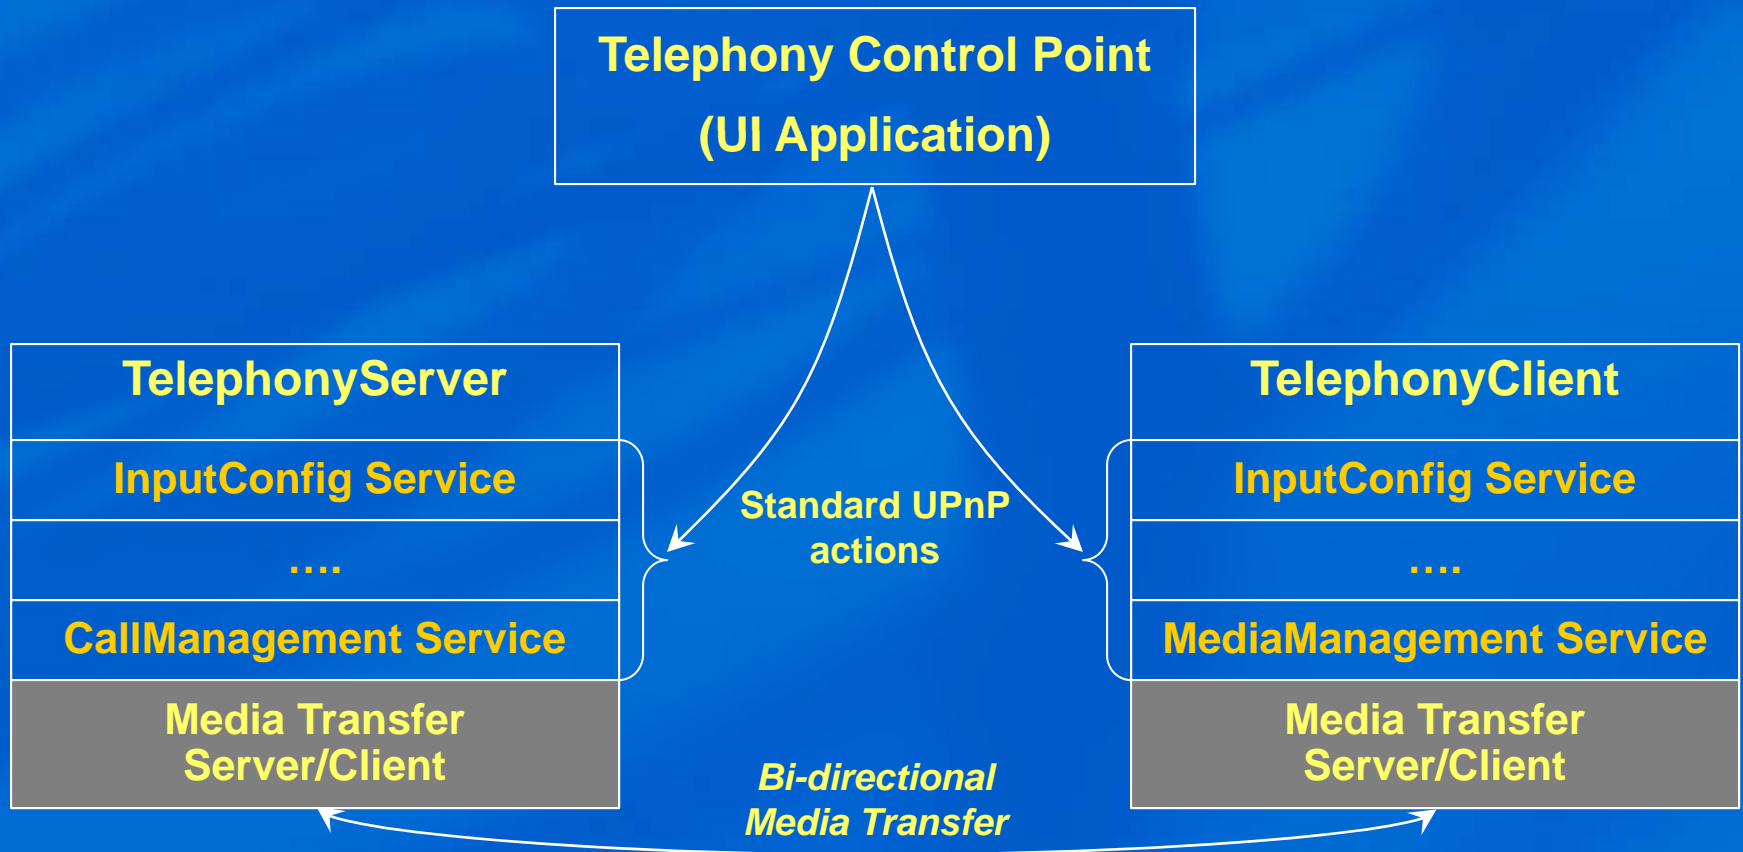 Telephony Control Point
(UI Application)
TelephonyServer
InputConfig Service
....
CallManagement Service
Media Transfer
Server/Client
Standard UPnP
actions
Bi-directional
Media Transfer
TelephonyClient
InputConfig Service
....
MediaManagement Service
Media Transfer
Server/Client